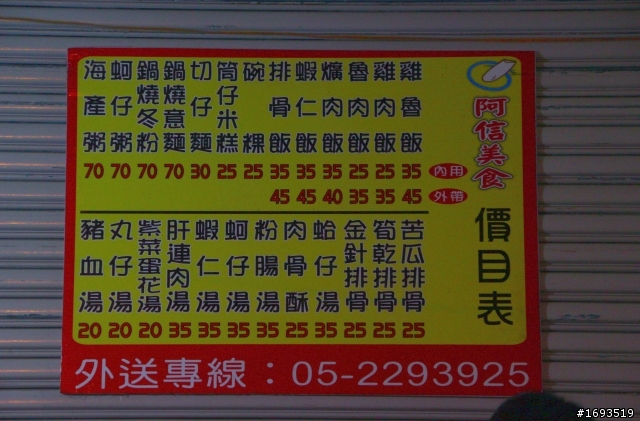 阿信美食
價目表
內用
外帶
雞魯飯 35 45
雞肉飯 25 35
魯肉飯 25 35
爌肉飯 35 40
蝦仁飯 35 45
排骨飯 35 45
碗粿 25
筒仔米糕 25
切仔麵 30
鍋燒意麵 70
鍋燒冬粉 70
蚵仔粥 70
海產粥 70
苦瓜排骨 25
筍乾排骨 25
金針排骨 25
蛤仔湯 35
肉骨酥 25
粉腸湯 35
蚵仔湯 35
蝦仁湯 35
肝連肉湯 35
紫菜蛋花湯 20
丸仔湯 20
豬血湯 20
外送專線：05-2293925
#1693519